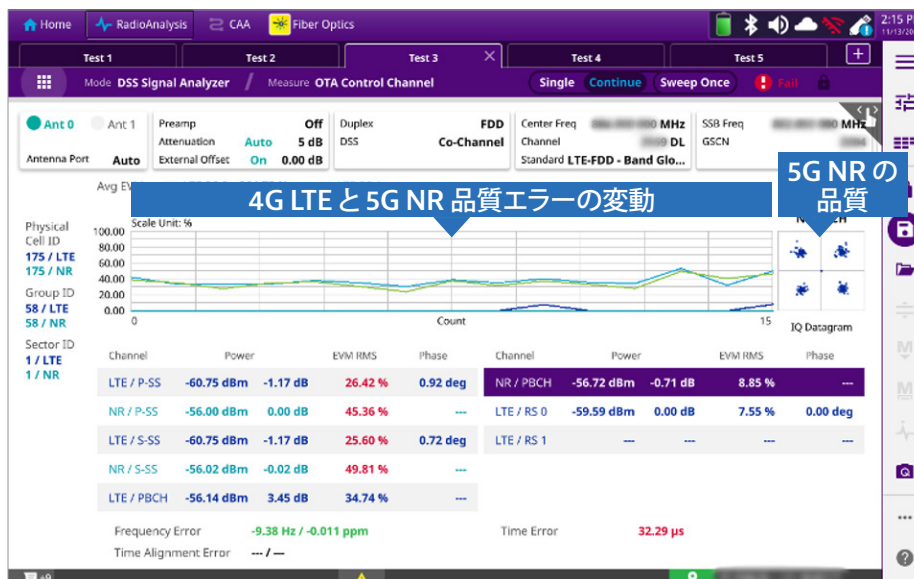 Home RadioAnalysis CAA Fiber Optics 2:15 P
11/13/20
Test 1 Test 2 Test 3 Test 4 Test 5
Mode DSS Signal Analyzer / Measure OTA Control Channel Single Continue Sweep Once Fail
Ant 0 Ant 1 Preamp Off Duplex FDD Center Freq MHz SSB Freq MHz
Attenuation Auto 5 dB DSS Co-Channel Channel DL GSCN
Antenna Port Auto External Offset On 0.00 dB Standard LTE-FDD - Band Glo...
Avg
4G LTE と 5G NR 品質エラーの変動
5G NR の
品質
Scale Unit: %
Physical
Cell ID
175 / LTE
175 / NR
Group ID
58 / LTE
58 / NR
Sector ID
1 / LTE
1 / NR
100.00
80.00
60.00
40.00
20.00
0.00
0 Count 15
IQ Datagram
Channel Power EVM RMS Phase Channel Power EVM RMS Phase
LTE / P-SS -60.75 dBm -1.17 dB 26.42 % 0.92 deg NR / PBCH -56.72 dBm -0.71 dB 8.85 % ---
NR / P-SS -56.00 dBm 0.00 dB 45.36 % --- LTE / RS 0 -59.59 dBm 0.00 dB 7.55 % 0.00 deg
LTE / S-SS -60.75 dBm -1.17 dB 25.60 % 0.72 deg LTE / RS 1 --- --- --- ---
NR / S-SS -56.02 dBm -0.02 dB 49.81 % ---
LTE / PBCH -56.14 dBm 3.45 dB 34.74 % ---
Frequency Error -9.38 Hz / -0.011 ppm Time Error 32.29 μs
Time Alignment Error --- / ---